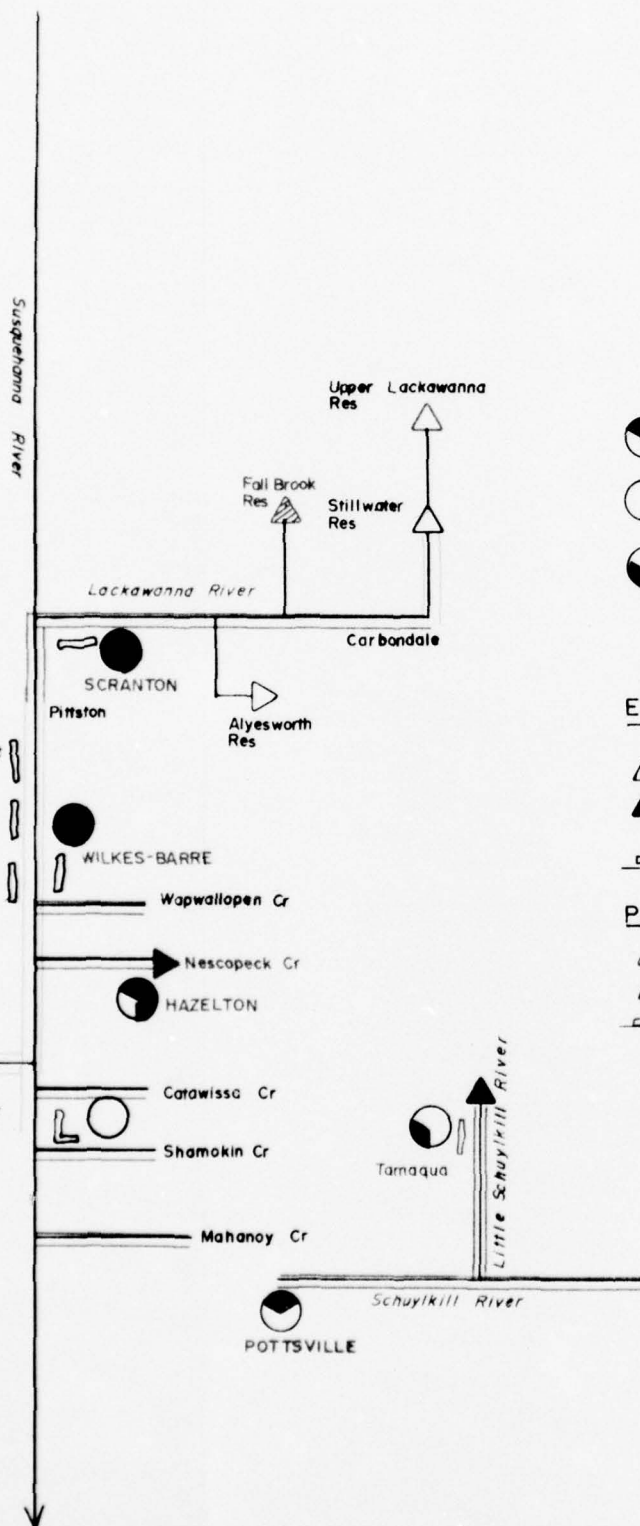 Susquehanna River
Upper Lackawanna
Res
Fall Brook
Res
Stillwater
Res
Lackawanna River
Carbondale
SCRANTON
Pittston
Alyesworth
Res
WILKES-BARRE
Wapwallopen Cr
Nescopeck Cr
HAZELTON
Catawissa Cr
Shamokin Cr
Tamaqua
Little Schuylkill River
Mahanoy Cr
Schuylkill River
POTTSVILLE
E
P